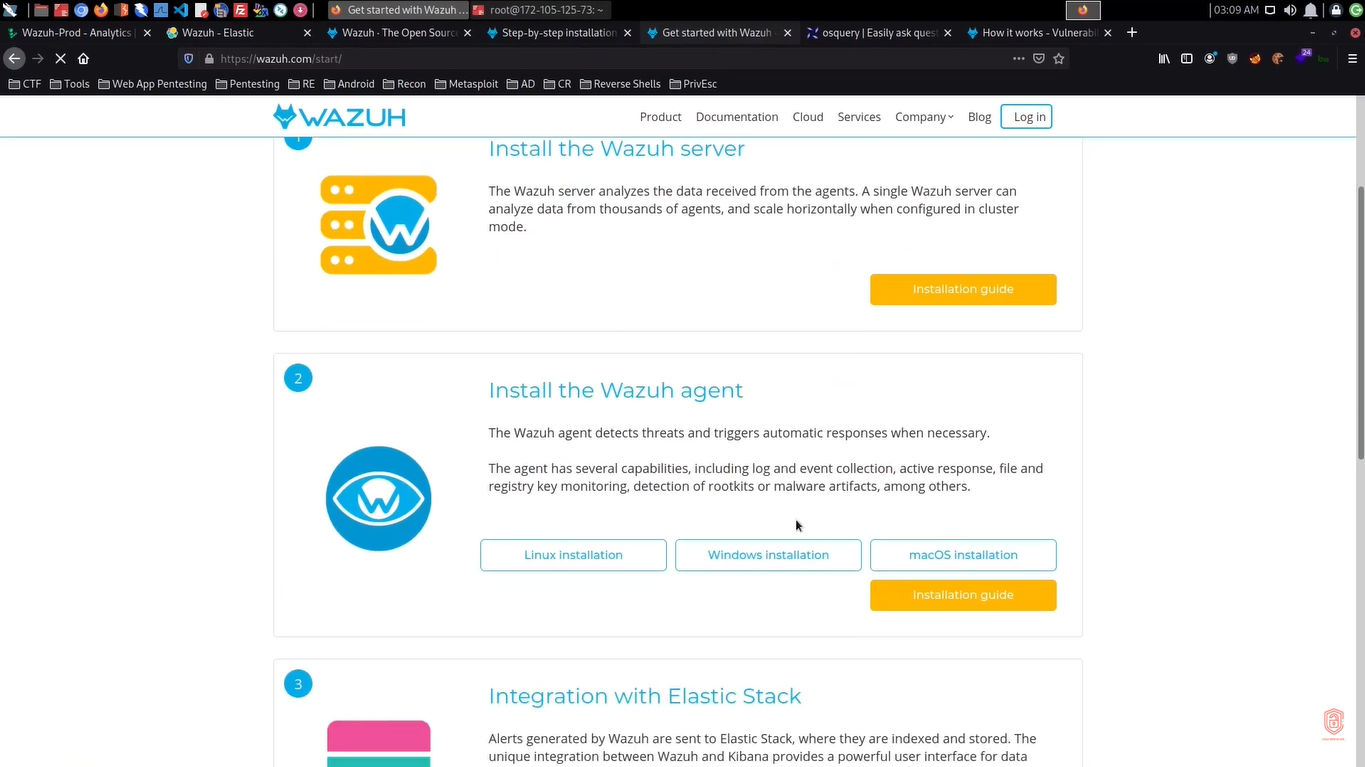 Get started with Wazuh ...
root@172-105-125-73: ~
03:09 AM
Wazuh-Prod - Analytics |
Wazuh - Elastic
Wazuh · The Open Source
Step-by-step installation
Get started with Wazuh ·
osquery | Easily ask quest
How it works - Vulnerabil
https://wazuh.com/start/
24
CTF
Tools
Web App Pentesting
Pentesting
RE
Android
Recon
Metasploit
AD
CR
Reverse Shells
PrivEsc
WAZUH
Product
Documentation
Cloud
Services
Company
Blog
Log in
1
Install the Wazuh server
The Wazuh server analyzes the data received from the agents. A single Wazuh server can
analyze data from thousands of agents, and scale horizontally when configured in cluster
mode.
W
Installation guide
2
Install the Wazuh agent
The Wazuh agent detects threats and triggers automatic responses when necessary.
The agent has several capabilities, including log and event collection, active response, file and
registry key monitoring, detection of rootkits or malware artifacts, among others.
W
Linux installation
Windows installation
macOS installation
Installation guide
3
Integration with Elastic Stack
Alerts generated by Wazuh are sent to Elastic Stack, where they are indexed and stored. The
unique integration between Wazuh and Kibana provides a powerful user interface for data